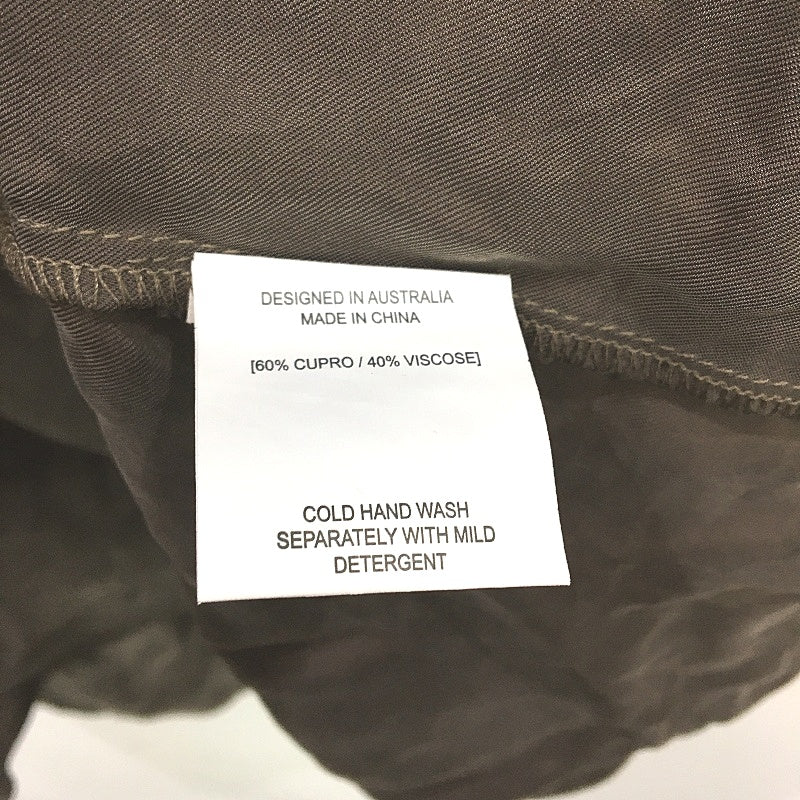 DESIGNED IN AUSTRALIA
MADE IN CHINA
[60% CUPRO / 40% VISCOSE]
COLD HAND WASH
SEPARATELY WITH MILD
DETERGENT